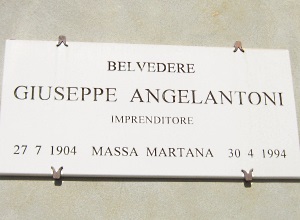 BELVEDERE
GIUSEPPE ANGELANTONI
IMPRENDITORE
27 7 1904 MASSA MARTANA 30 4 1994